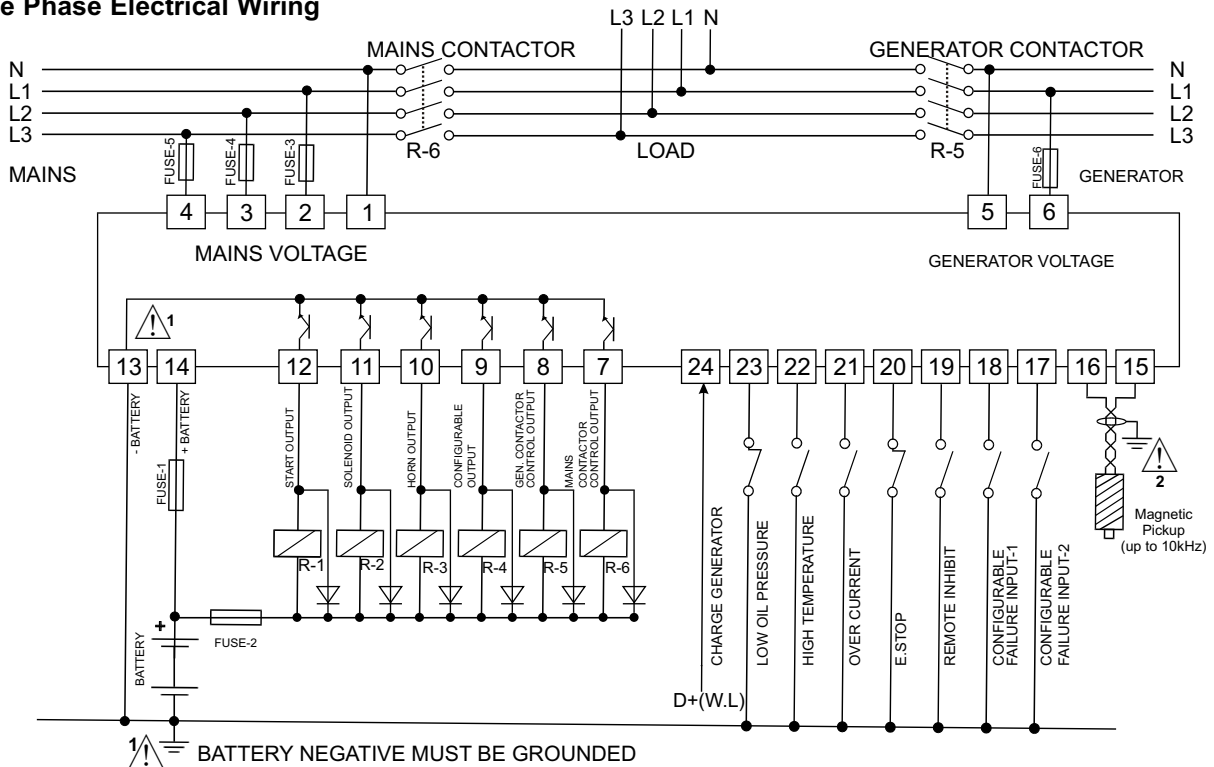 e Phase Electrical Wiring
L3 L2 L1 N
MAINS CONTACTOR
GENERATOR CONTACTOR
N
L1
L2
L3
N
L1
L2
L3
R-6
LOAD
R-5
MAINS
FUSE-5
FUSE-4
FUSE-3
FUSE-6
GENERATOR
4
3
2
1
5
6
MAINS VOLTAGE
GENERATOR VOLTAGE
1
13
14
12
11
10
9
8
7
24
23
22
21
20
19
18
17
16
15
- BATTERY
+ BATTERY
START OUTPUT
SOLENOID OUTPUT
HORN OUTPUT
CONFIGURABLE
OUTPUT
GEN. CONTACTOR
CONTROL OUTPUT
MAINS
CONTACTOR
CONTROL OUTPUT
FUSE-1
2
Magnetic
Pickup
(up to 10kHz)
R-1
R-2
R-3
R-4
R-5
R-6
CHARGE GENERATOR
LOW OIL PRESSURE
HIGH TEMPERATURE
OVER CURRENT
E.STOP
REMOTE INHIBIT
CONFIGURABLE
FAILURE INPUT-1
CONFIGURABLE
FAILURE INPUT-2
+
FUSE-2
BATTERY
D+(W.L)
1
BATTERY NEGATIVE MUST BE GROUNDED